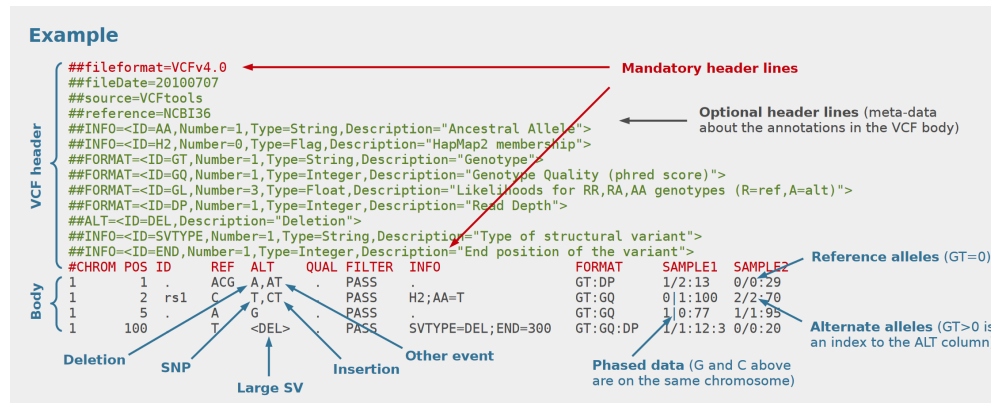 Example
##fileformat=VCFv4.0
Mandatory header lines
##fileDate=20100707
##source=VCFtools
##reference=NCBI36
Optional header lines (meta-data
about the annotations in the VCF body)
##INFO=<ID=AA,Number=1,Type=String,Description="Ancestral Allele">
##INFO=<ID=H2,Number=0,Type=Flag,Description="HapMap2 membership">
##FORMAT=<ID=GT,Number=1,Type=String,Description="Genotype">
##FORMAT=<ID=GQ,Number=1,Type=Integer,Description="Genotype Quality (phred score)">
##FORMAT=<ID=GL,Number=3,Type=Float,Description="Likelihoods for RR,RA,AA genotypes (R=ref,A=alt)">
##FORMAT=<ID=DP,Number=1,Type=Integer,Description="Read Depth">
##ALT=<ID=DEL,Description="Deletion">
##INFO=<ID=SVTYPE,Number=1,Type=String,Description="Type of structural variant">
##INFO=<ID=END,Number=1,Type=Integer,Description="End position of the variant">
VCF header
#CHROM POS ID REF ALT QUAL FILTER INFO FORMAT SAMPLE1 SAMPLE2
1 1 . ACG A,AT . PASS . GT:DP 1/2:13 0/0:29
1 2 rs1 C T,CT . PASS H2;AA=T GT:GQ 0|1:100 2/2:70
1 5 . A G . PASS . GT:GQ 1|0:77 1/1:95
1 100 T <DEL> . PASS SVTYPE=DEL;END=300 GT:GQ:DP 1/1:12:3 0/0:20
Body
Reference alleles (GT=0)
Alternate alleles (GT>0 is
an index to the ALT column
Deletion
SNP
Large SV
Insertion
Other event
Phased data (G and C above
are on the same chromosome)